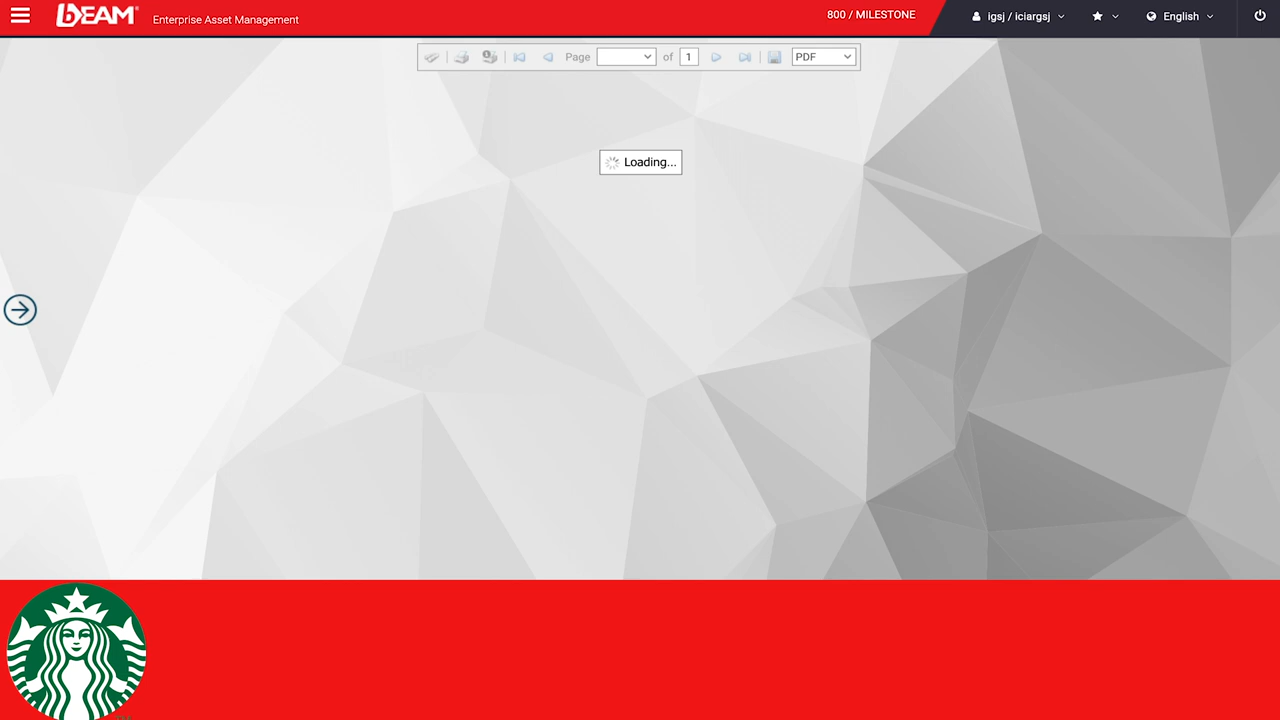 bEAM® Enterprise Asset Management
800 / MILESTONE
igsj / iciargsj
English
Page of 1 PDF
Loading...